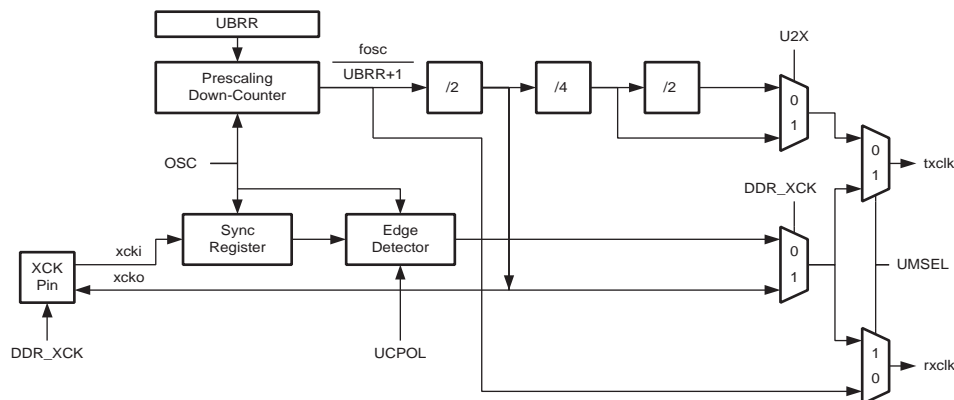 UBRR
U2X
fosc
Prescaling
Down-Counter
UBRR+1
/2
/4
/2
0
1
OSC
0
1
txclk
DDR_XCK
Sync
Register
Edge
Detector
0
1
xcki
XCK
Pin
xcko
UMSEL
DDR_XCK
UCPOL
1
0
rxclk